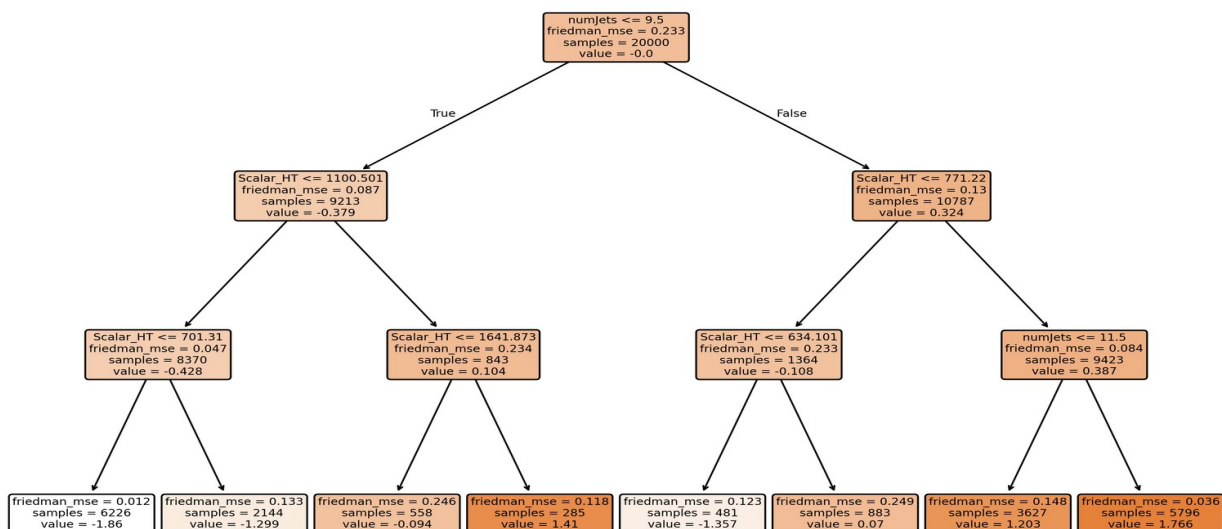 numJets <= 9.5
friedman_mse = 0.233
samples = 20000
value = -0.0
True
False
Scalar_HT <= 1100.501
friedman_mse = 0.087
samples = 9213
value = -0.379
Scalar_HT <= 771.22
friedman_mse = 0.13
samples = 10787
value = 0.324
Scalar_HT <= 701.31
friedman_mse = 0.047
samples = 8370
value = -0.428
Scalar_HT <= 1641.873
friedman_mse = 0.234
samples = 843
value = 0.104
Scalar_HT <= 634.101
friedman_mse = 0.233
samples = 1364
value = -0.108
numJets <= 11.5
friedman_mse = 0.084
samples = 9423
value = 0.387
friedman_mse = 0.012
samples = 6226
value = -1.86
friedman_mse = 0.133
samples = 2144
value = -1.299
friedman_mse = 0.246
samples = 558
value = -0.094
friedman_mse = 0.118
samples = 285
value = 1.41
friedman_mse = 0.123
samples = 481
value = -1.357
friedman_mse = 0.249
samples = 883
value = 0.07
friedman_mse = 0.148
samples = 3627
value = 1.203
friedman_mse = 0.036
samples = 5796
value = 1.766